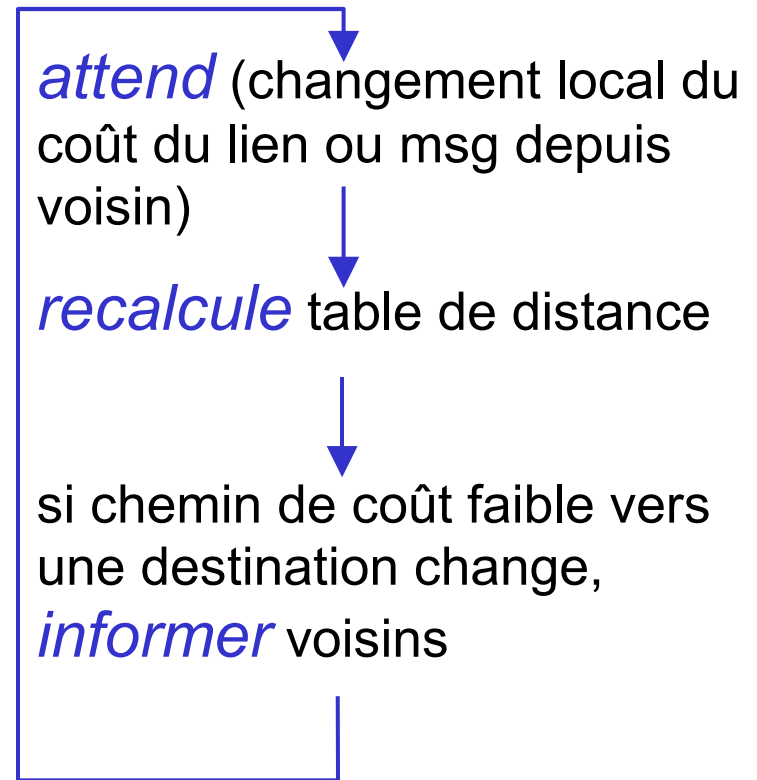 attend (changement local du
coût du lien ou msg depuis
voisin)
recalcule table de distance
si chemin de coût faible vers
une destination change,
informer voisins